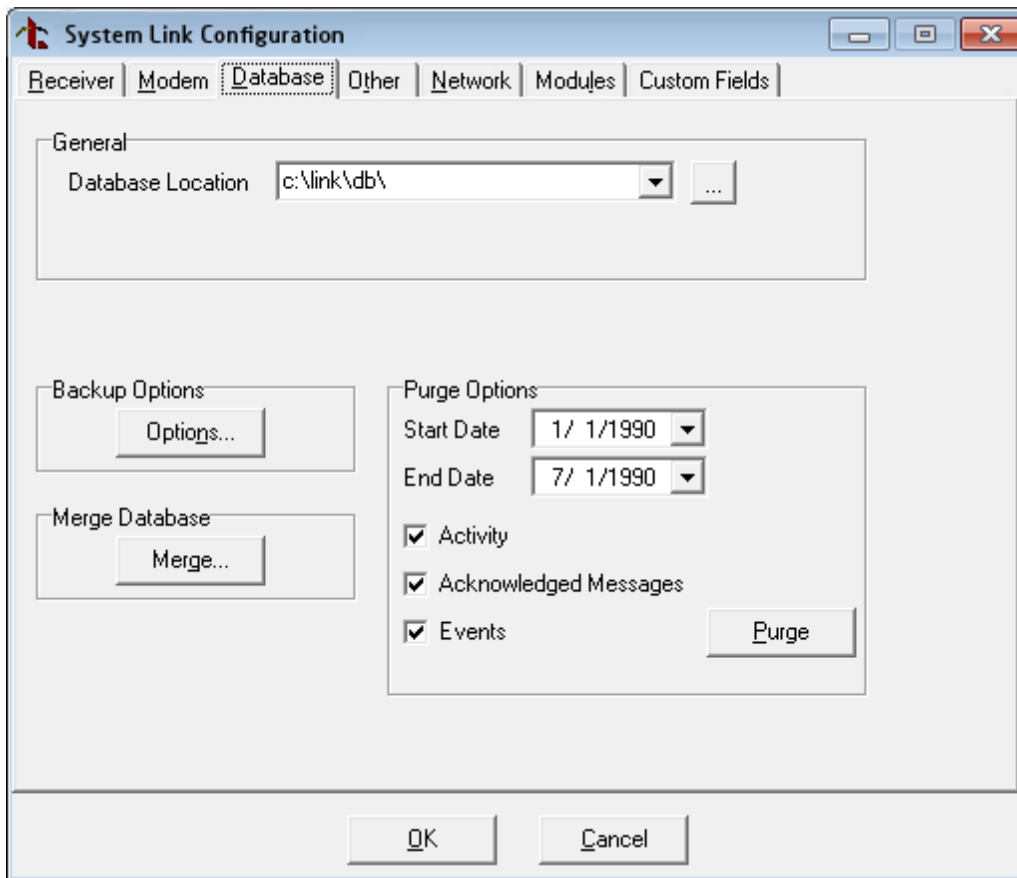 System Link Configuration
Receiver Modem Database Other Network Modules Custom Fields
General
Database Location c:\link\db\ ...
Backup Options
Options...
Merge Database
Merge...
Purge Options
Start Date 1/ 1/1990
End Date 7/ 1/1990
Activity
Acknowledged Messages
Events Purge
OK Cancel